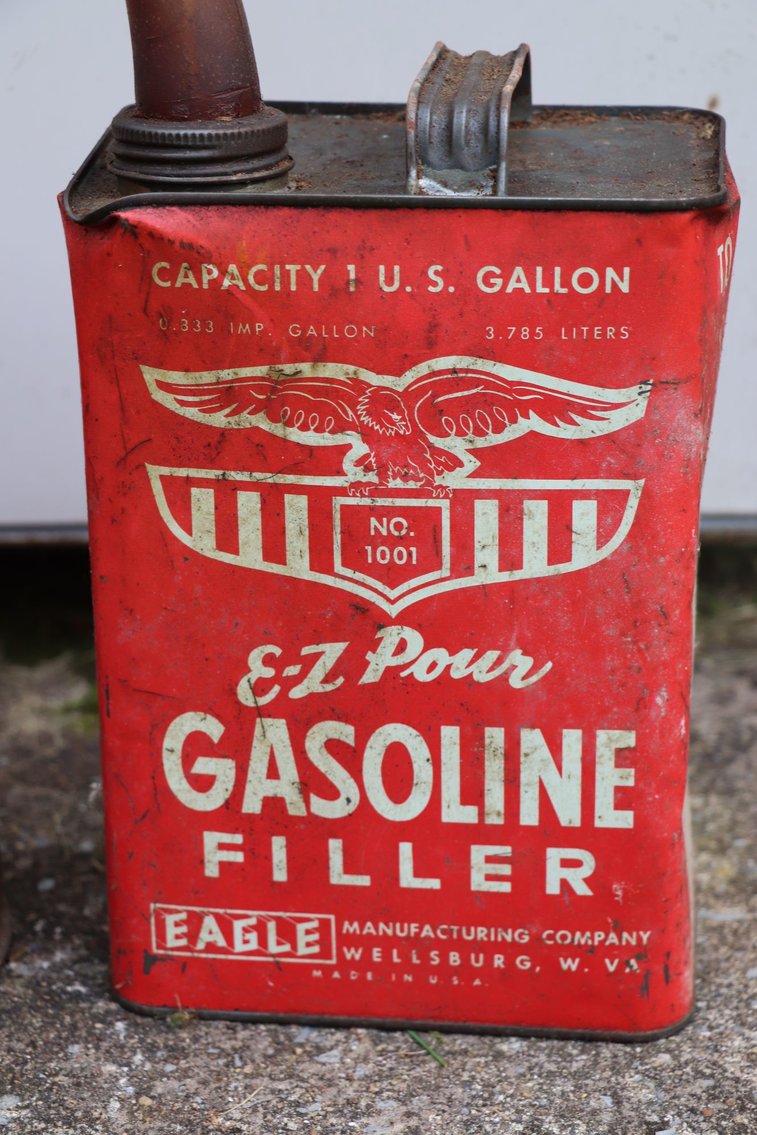 CAPACITY 1 U. S. GALLON
0.833 IMP. GALLON 3.785 LITERS
TO
NO.
1001
E-Z Pour
GASOLINE
FILLER
EAGLE MANUFACTURING COMPANY
WELLSBURG, W. VA.
MADE IN U.S.A.